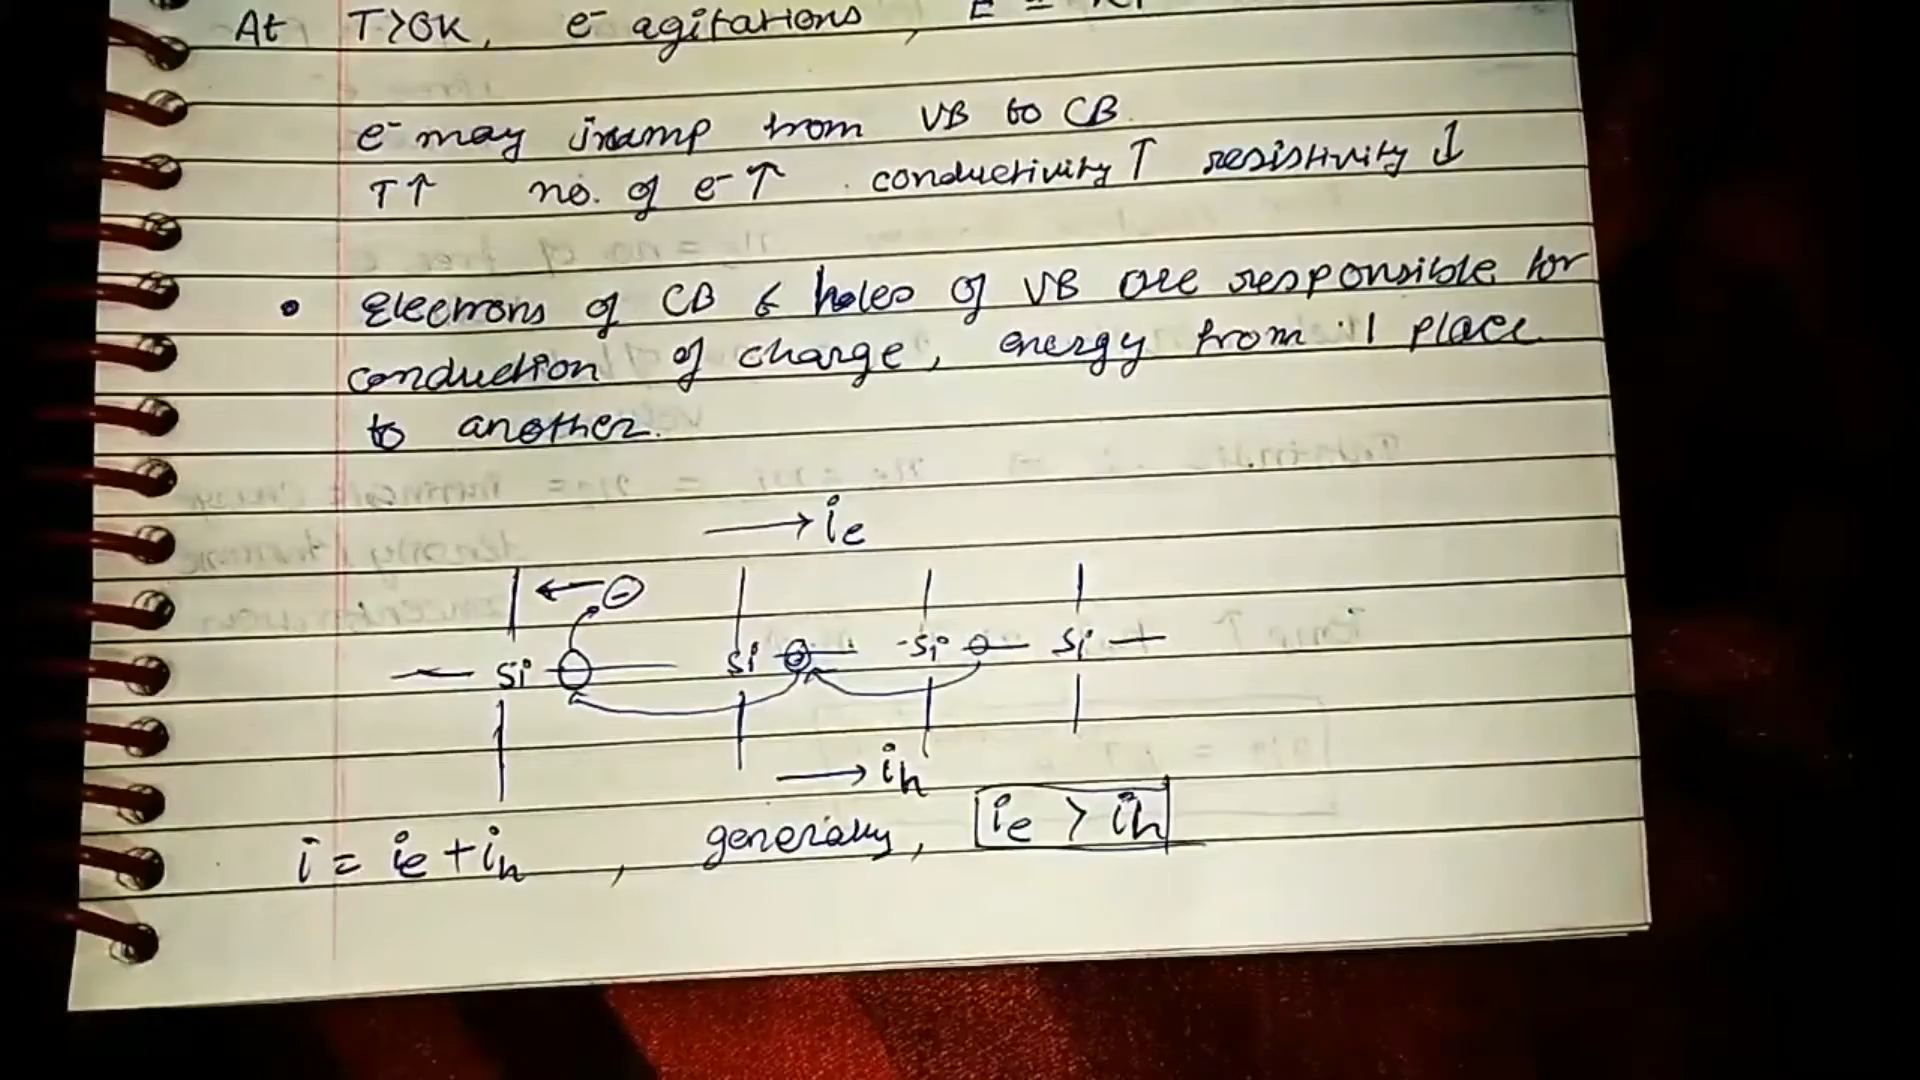 At T>0K, e⁻ agitations,
e⁻ may jump from VB to CB.
T↑ no. of e⁻↑ conductivity↑ resistivity↓
• Electrons of CB & holes of VB are responsible for
conduction of charge, energy from 1 place
to another.
→ ie
← ⊖
Si Si Si Si
→ ih
i = ie + ih , generally, ie > ih